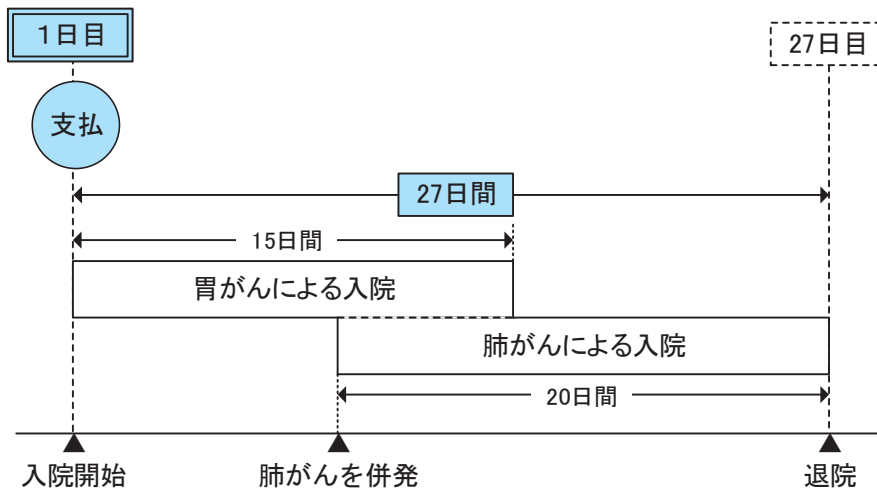 1日目
27日目
支払
27日間
15日間
胃がんによる入院
肺がんによる入院
20日間
入院開始
肺がんを併発
退院